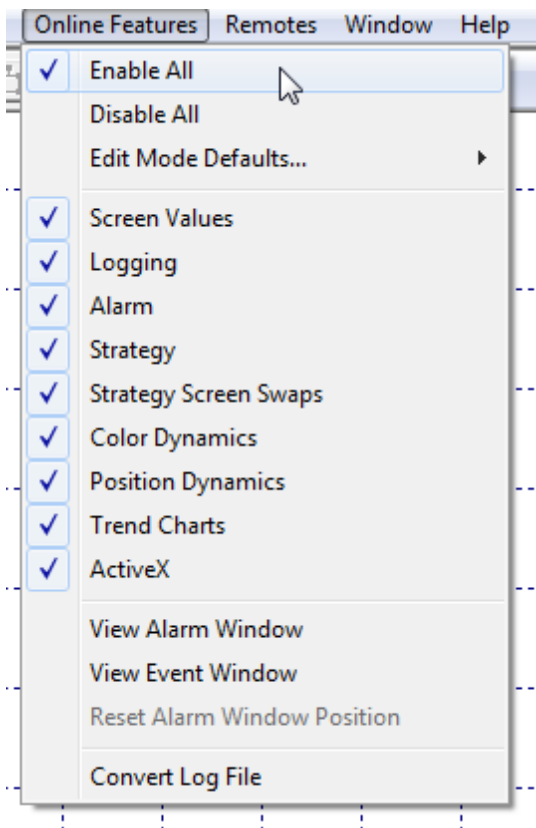 Online Features Remotes Window Help
Enable All
Disable All
Edit Mode Defaults...
Screen Values
Logging
Alarm
Strategy
Strategy Screen Swaps
Color Dynamics
Position Dynamics
Trend Charts
ActiveX
View Alarm Window
View Event Window
Reset Alarm Window Position
Convert Log File